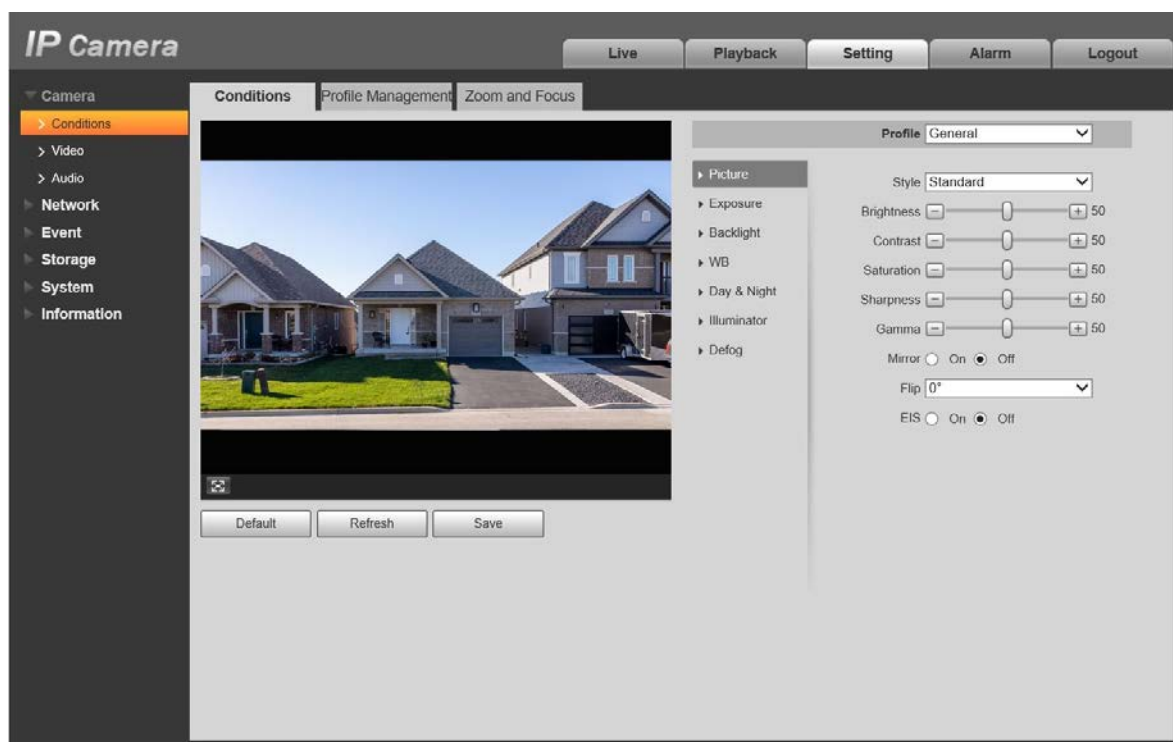 IP Camera
Live
Playback
Setting
Alarm
Logout
Camera
Conditions
Video
Audio
Network
Event
Storage
System
Information
Conditions
Profile Management
Zoom and Focus
Default
Refresh
Save
Picture
Exposure
Backlight
WB
Day & Night
Illuminator
Defog
Profile General
Style Standard
Brightness - + 50
Contrast - + 50
Saturation - + 50
Sharpness - + 50
Gamma - + 50
Mirror On Off
Flip 0°
EIS On Off